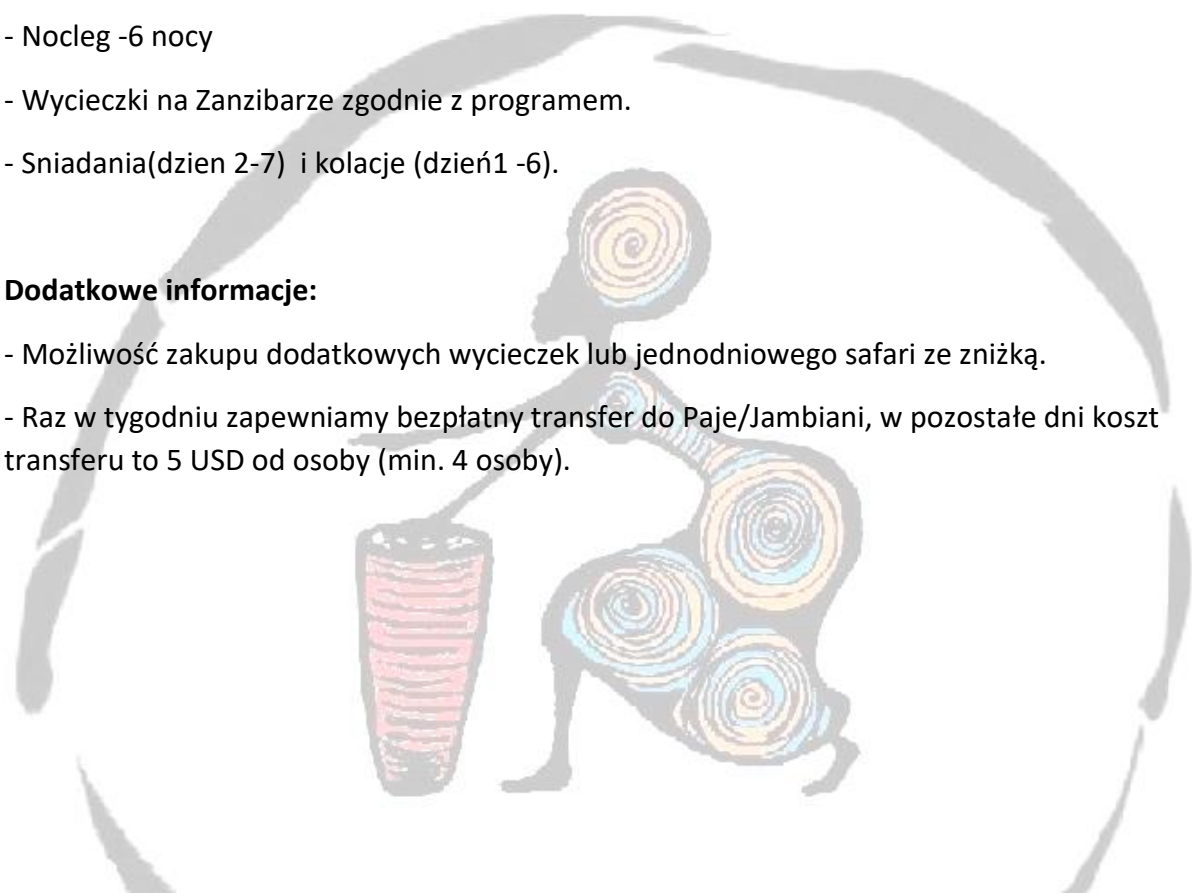 - Nocleg -6 nocy
- Wycieczki na Zanzibarze zgodnie z programem.
- Sniadania(dzien 2-7)  i kolacje (dzień1 -6).
Dodatkowe informacje:
- Możliwość zakupu dodatkowych wycieczek lub jednodniowego safari ze zniżką.
- Raz w tygodniu zapewniamy bezpłatny transfer do Paje/Jambiani, w pozostałe dni koszt
transferu to 5 USD od osoby (min. 4 osoby).